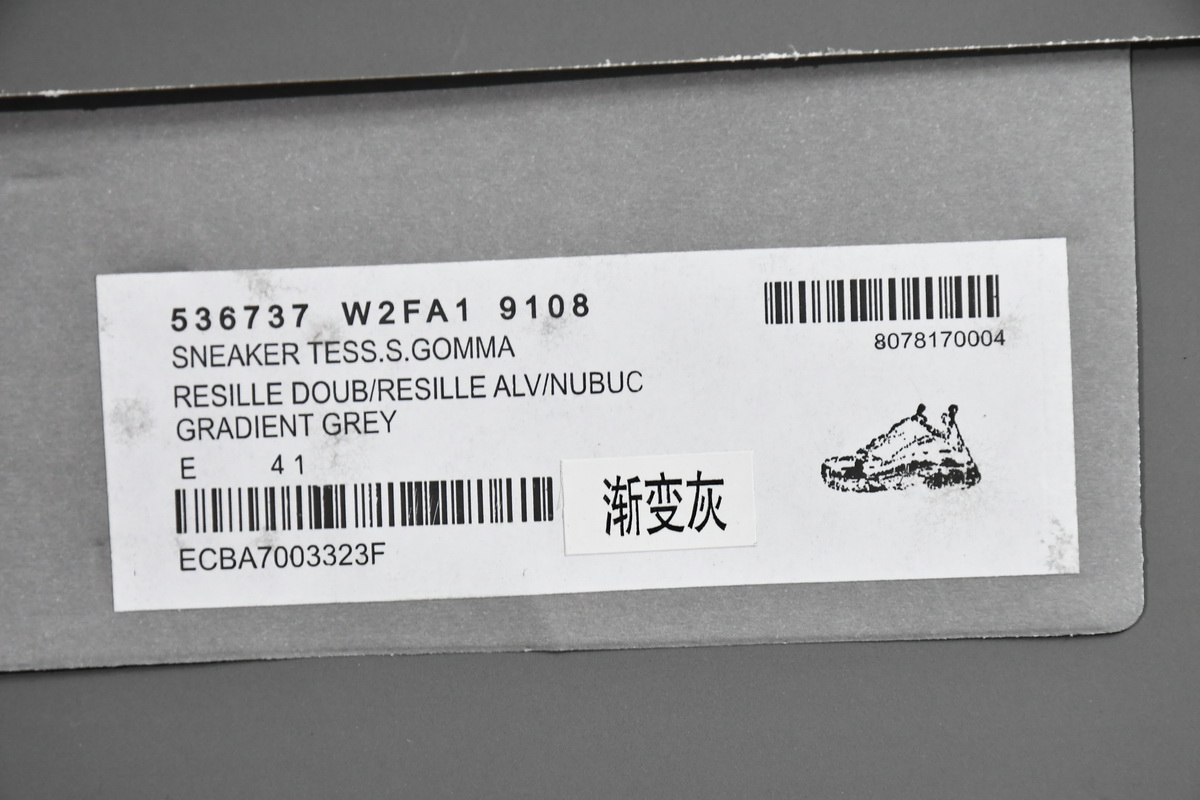 536737 W2FA1 9108
SNEAKER TESS.S.GOMMA
RESILLE DOUB/RESILLE ALV/NUBUC
GRADIENT GREY
E 41
ECBA7003323F
8078170004
渐变灰